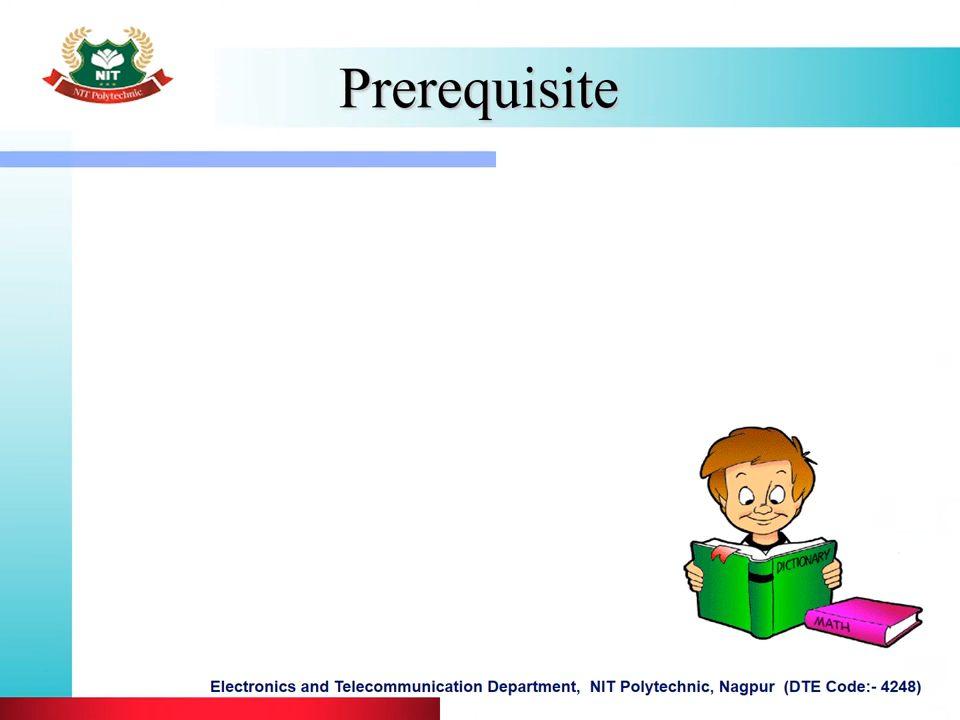 NIT
NIT Polytechnic
Prerequisite
DICTIONARY
MATH
Electronics and Telecommunication Department, NIT Polytechnic, Nagpur (DTE Code:- 4248)